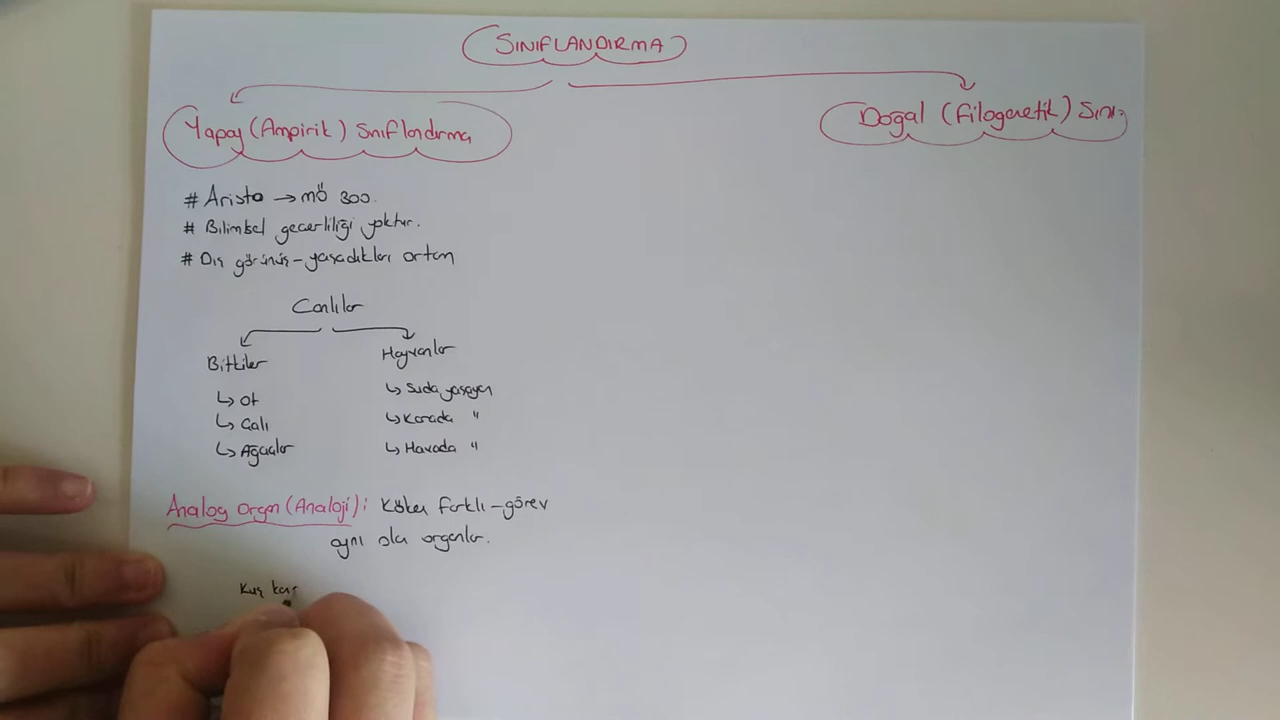 SINIFLANDIRMA
Yapay (Ampirik) Sınıflandırma
Doğal (Filogenetik) Sını
# Aristo → MÖ 300.
# Bilimsel geçerliliği yoktur.
# Dış görünüş - yaşadıkları ortam
Canlılar
Bitkiler
↳ Ot
↳ Çalı
↳ Ağaçlar
Hayvanlar
↳ Suda yaşayan
↳ Karada "
↳ Havada "
Analog Organ (Analoji): Köken farklı - görev
aynı olan organlar.
Kuş kan